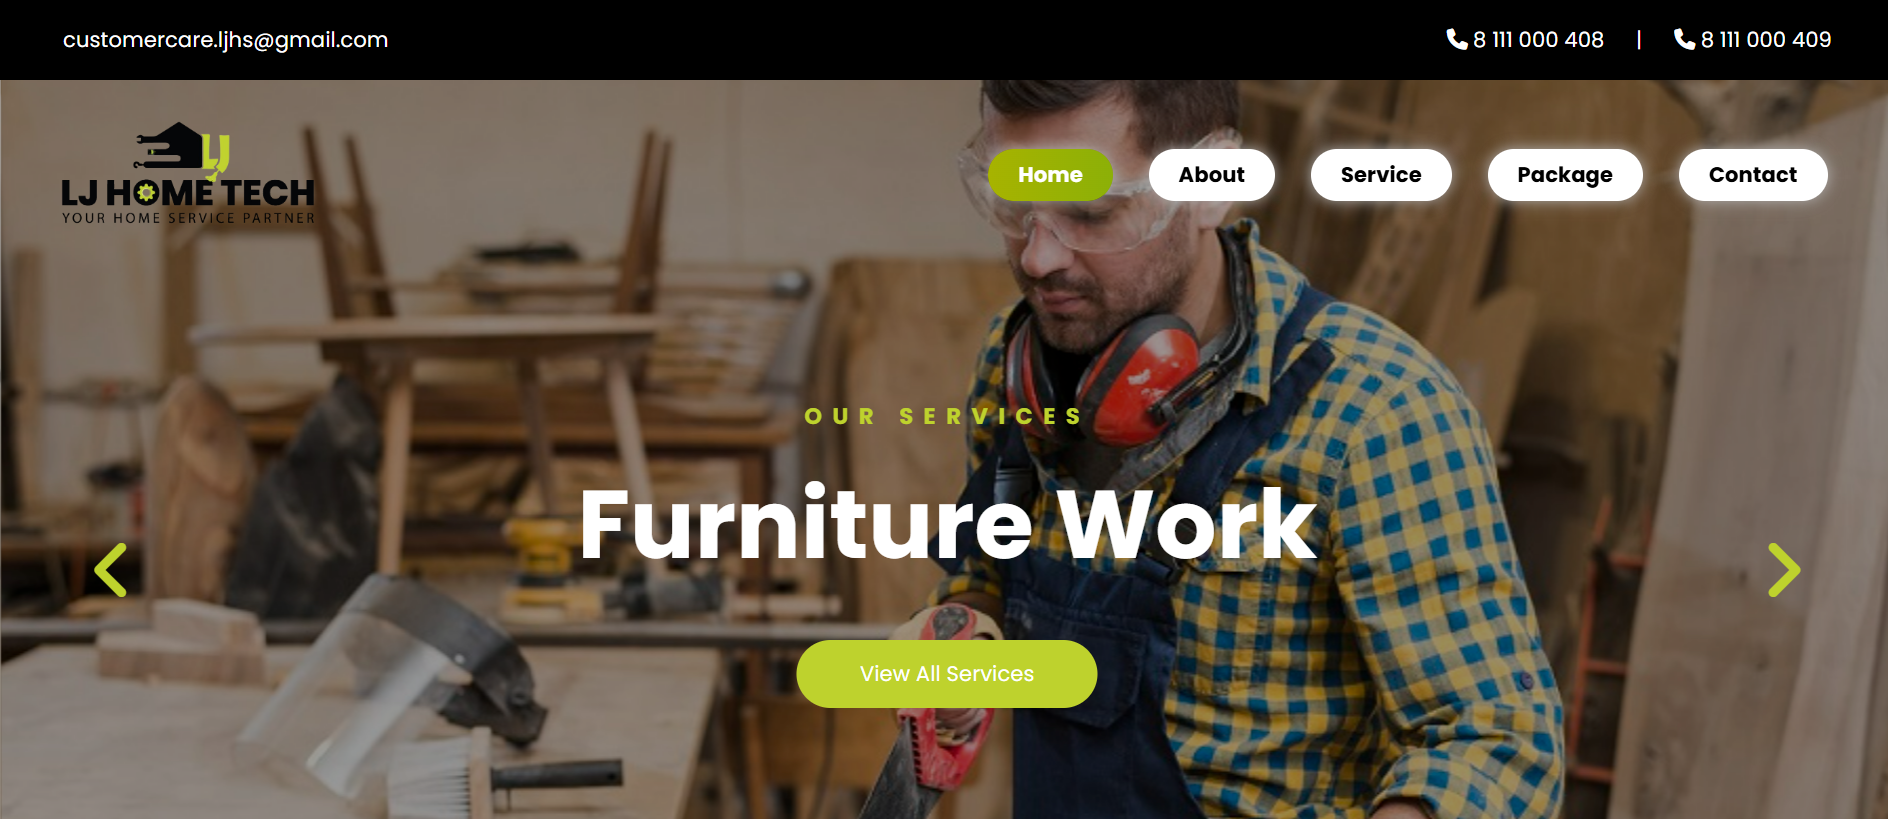 customercare.ljhs@gmail.com
8 111 000 408 | 8 111 000 409
LJ HOME TECH
YOUR HOME SERVICE PARTNER
Home
About
Service
Package
Contact
OUR SERVICES
Furniture Work
View All Services